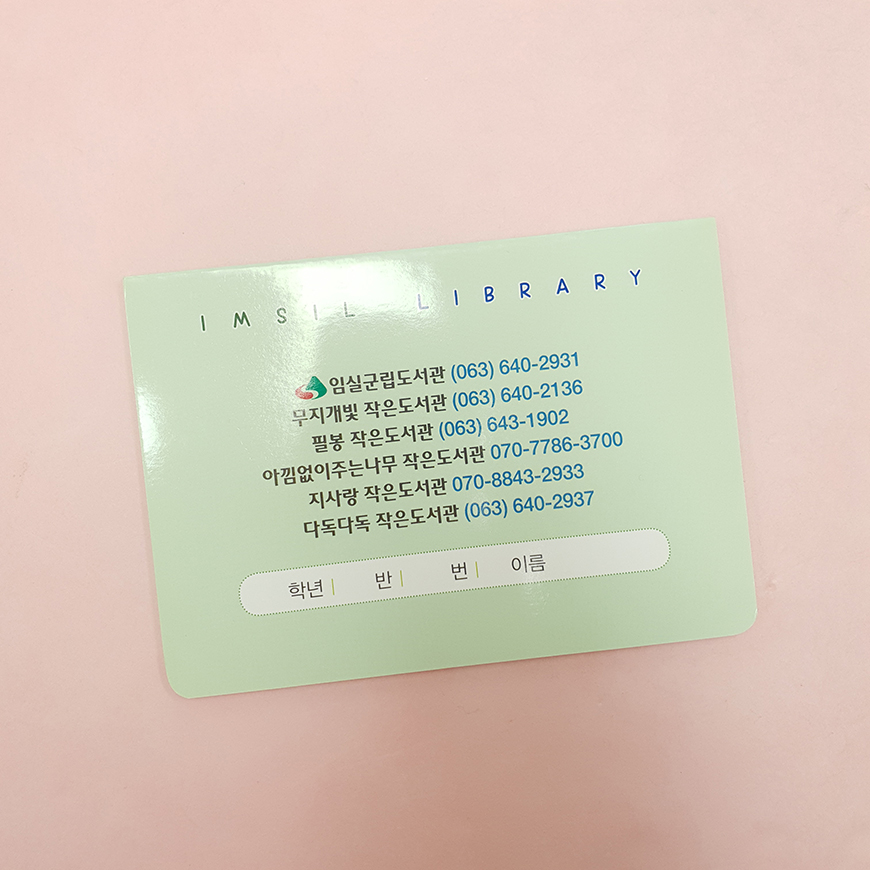 IMSIL LIBRARY
임실군립도서관 (063) 640-2931
무지개빛 작은도서관 (063) 640-2136
필봉 작은도서관 (063) 643-1902
아낌없이주는나무 작은도서관 070-7786-3700
지사랑 작은도서관 070-8843-2933
다독다독 작은도서관 (063) 640-2937
학년 반 번 이름